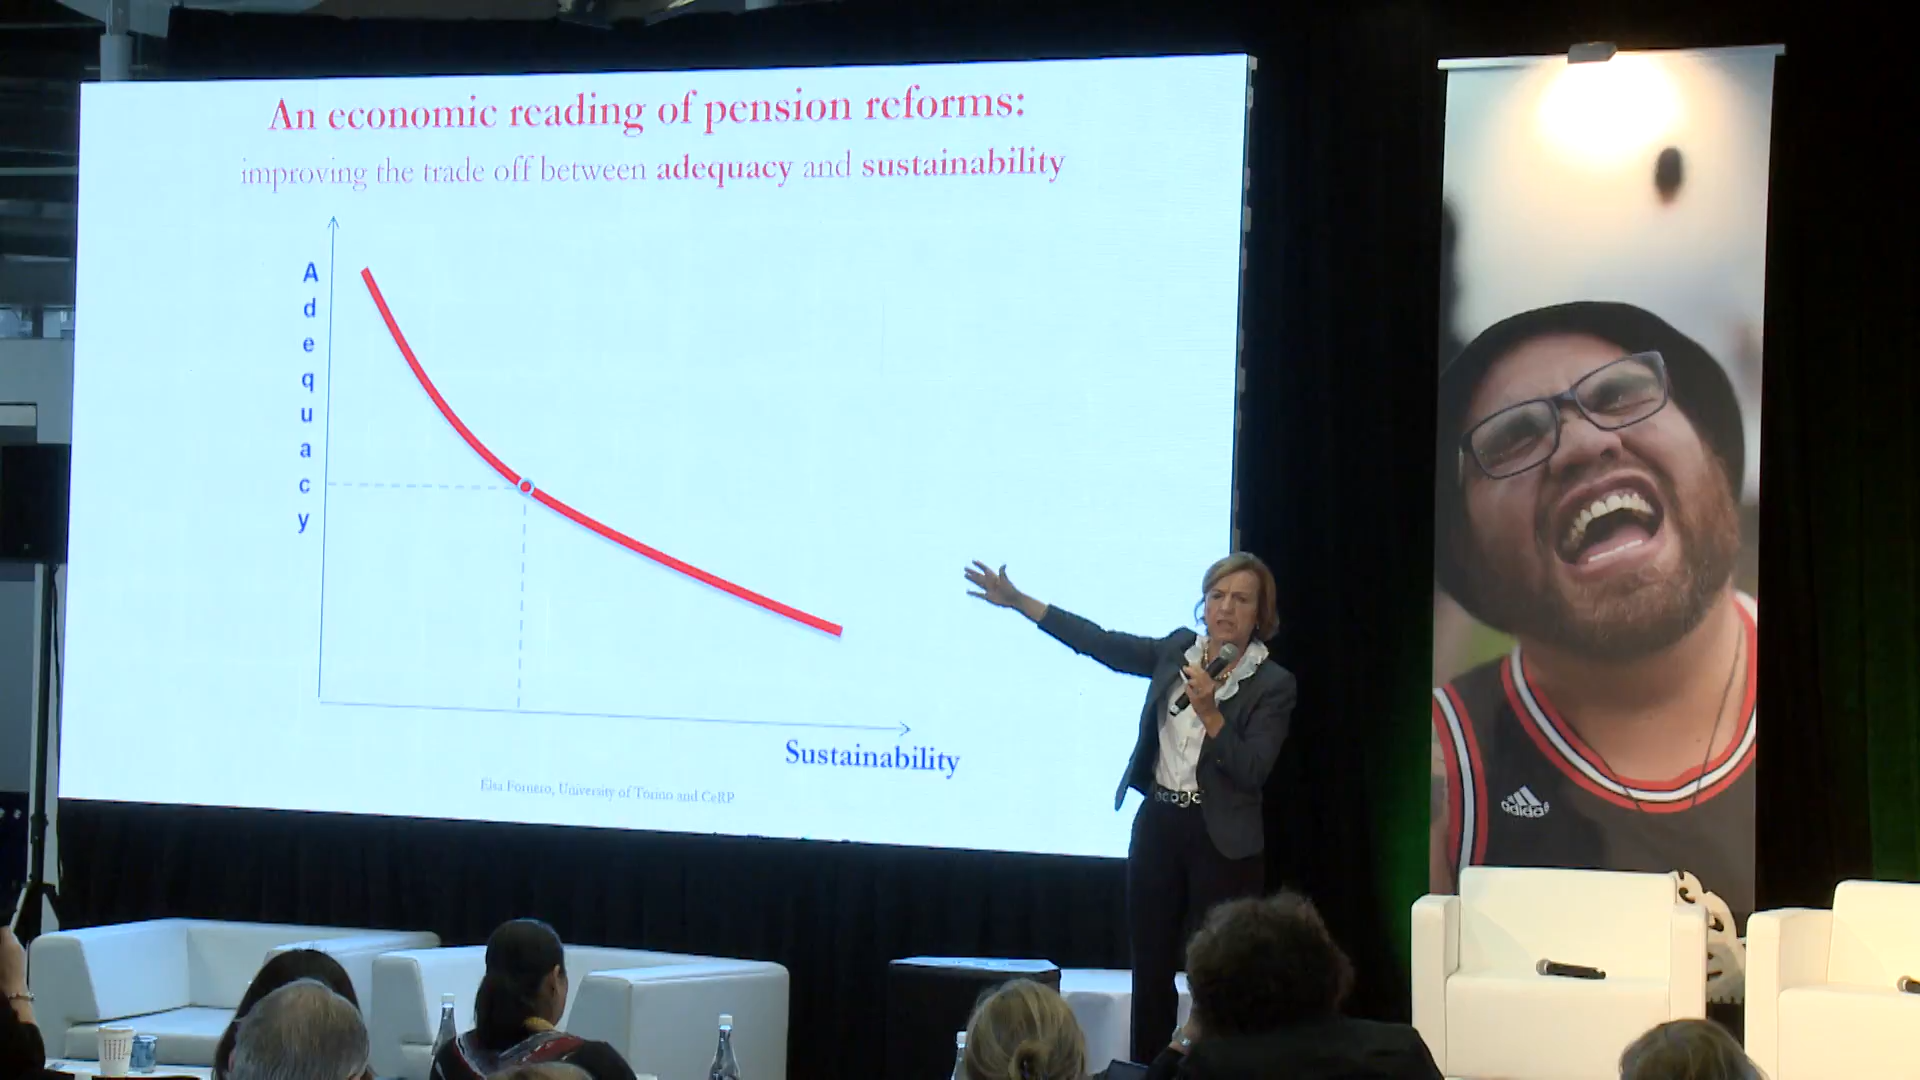 An economic reading of pension reforms:
improving the trade off between adequacy and sustainability
Adequacy
Sustainability
Elsa Fornero, University of Torino and CeRP
adidas